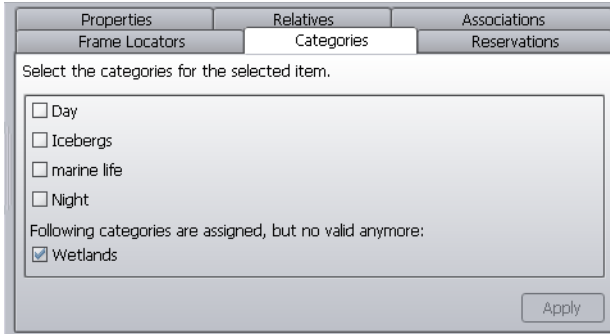 Properties Relatives Associations
Frame Locators Categories Reservations
Select the categories for the selected item.
Day
Icebergs
marine life
Night
Following categories are assigned, but no valid anymore:
Wetlands
Apply